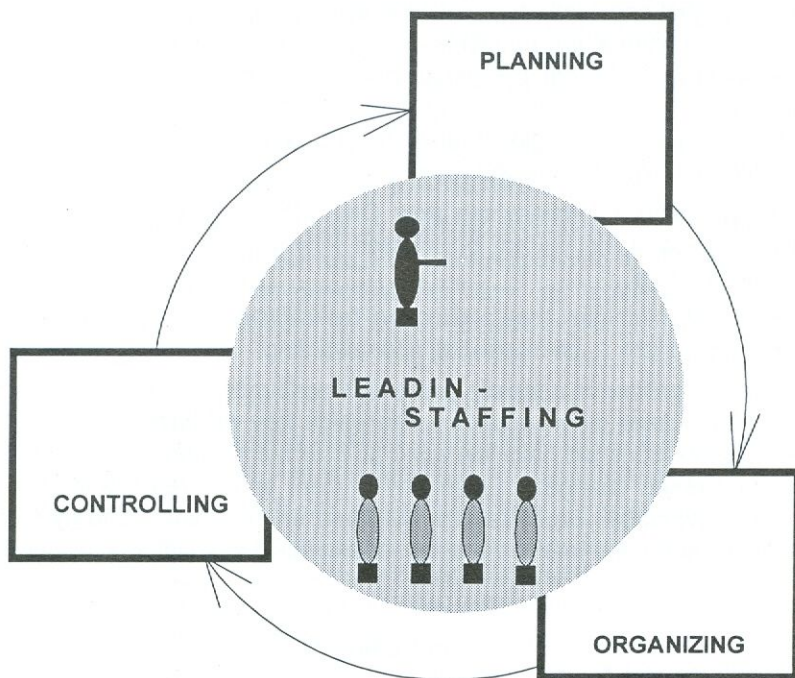 PLANNING
LEADIN -
STAFFING
CONTROLLING
ORGANIZING